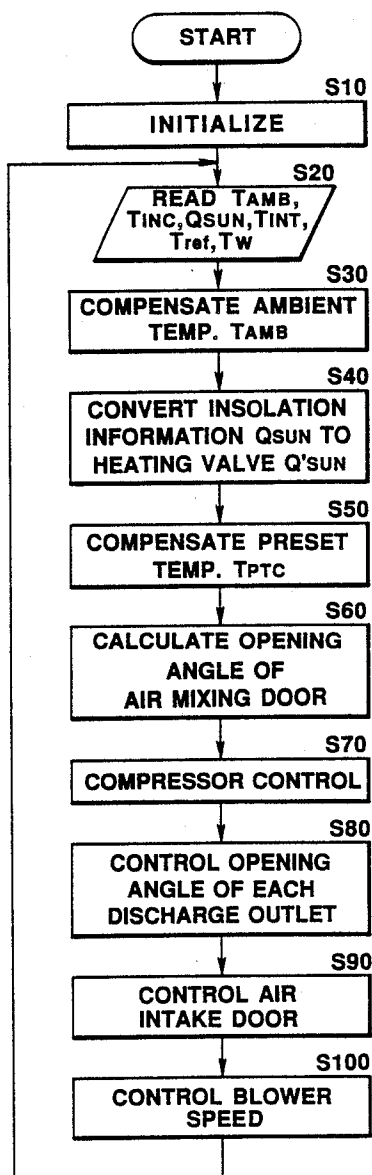 START
S10
INITIALIZE
S20
READ TAMB,
TINC,QSUN,TINT,
Tref,TW
S30
COMPENSATE AMBIENT
TEMP. TAMB
S40
CONVERT INSOLATION
INFORMATION QSUN TO
HEATING VALVE Q'SUN
S50
COMPENSATE PRESET
TEMP. TPTC
S60
CALCULATE OPENING
ANGLE OF
AIR MIXING DOOR
S70
COMPRESSOR CONTROL
S80
CONTROL OPENING
ANGLE OF EACH
DISCHARGE OUTLET
S90
CONTROL AIR
INTAKE DOOR
S100
CONTROL BLOWER
SPEED